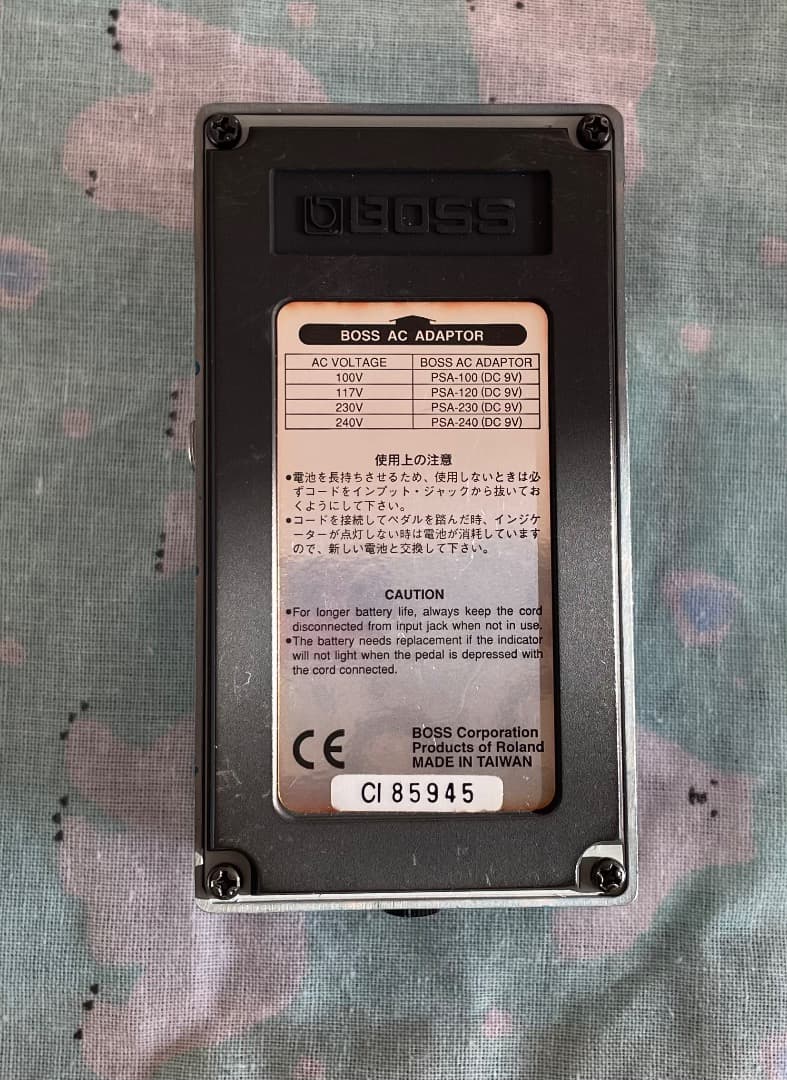 BOSS
BOSS AC ADAPTOR
AC VOLTAGE BOSS AC ADAPTOR
100V PSA-100 (DC 9V)
117V PSA-120 (DC 9V)
230V PSA-230 (DC 9V)
240V PSA-240 (DC 9V)
使用上の注意
●電池を長持ちさせるため、使用しないときは必
ずコードをインプット・ジャックから抜いてお
くようにして下さい。
●コードを接続してペダルを踏んだ時、インジケ
ーターが点灯しない時は電池が消耗しています
ので、新しい電池と交換して下さい。
CAUTION
●For longer battery life, always keep the cord
disconnected from input jack when not in use.
●The battery needs replacement if the indicator
will not light when the pedal is depressed with
the cord connected.
CE
BOSS Corporation
Products of Roland
MADE IN TAIWAN
CI 85945